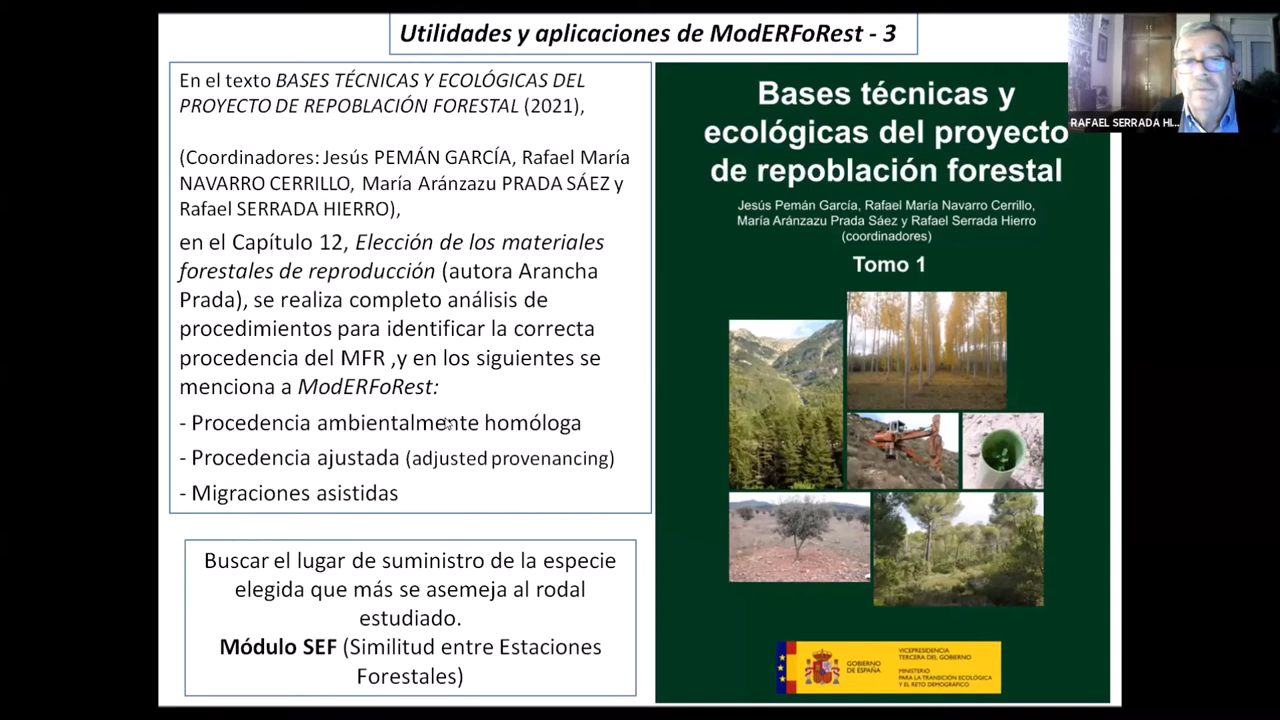 Utilidades y aplicaciones de ModERFoRest - 3
En el texto BASES TÉCNICAS Y ECOLÓGICAS DEL
PROYECTO DE REPOBLACIÓN FORESTAL (2021),
(Coordinadores: Jesús PEMÁN GARCÍA, Rafael María
NAVARRO CERRILLO, María Aránzazu PRADA SÁEZ y
Rafael SERRADA HIERRO),
en el Capítulo 12, Elección de los materiales
forestales de reproducción (autora Arancha
Prada), se realiza completo análisis de
procedimientos para identificar la correcta
procedencia del MFR ,y en los siguientes se
menciona a ModERFoRest:
- Procedencia ambientalmente homóloga
- Procedencia ajustada (adjusted provenancing)
- Migraciones asistidas
Buscar el lugar de suministro de la especie
elegida que más se asemeja al rodal
estudiado.
Módulo SEF (Similitud entre Estaciones
Forestales)
Bases técnicas y
ecológicas del proyecto
de repoblación forestal
Jesús Pemán García, Rafael María Navarro Cerrillo,
María Aránzazu Prada Sáez y Rafael Serrada Hierro
(coordinadores)
Tomo 1
GOBIERNO
DE ESPAÑA
VICEPRESIDENCIA
TERCERA DEL GOBIERNO
MINISTERIO
PARA LA TRANSICIÓN ECOLÓGICA
Y EL RETO DEMOGRÁFICO
RAFAEL SERRADA HI...